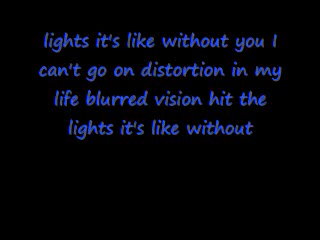 lights it's like without you I
can't go on distortion in my
life blurred vision hit the
lights it's like without